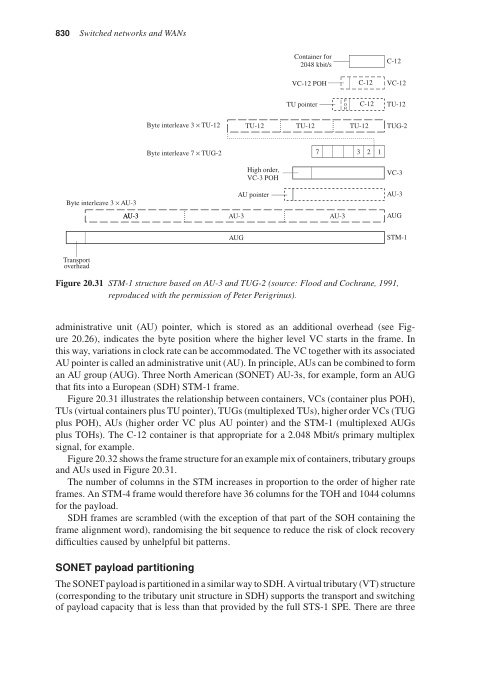 830 Switched networks and WANs
Container for
2048 kbit/s
C-12
VC-12 POH
C-12
VC-12
TU pointer
C-12
TU-12
Byte interleave 3 × TU-12
TU-12
TU-12
TU-12
TUG-2
Byte interleave 7 × TUG-2
7
3
2
1
High order,
VC-3 POH
VC-3
AU pointer
AU-3
Byte interleave 3 × AU-3
AU-3
AU-3
AU-3
AUG
AUG
STM-1
Transport
overhead
Figure 20.31 STM-1 structure based on AU-3 and TUG-2 (source: Flood and Cochrane, 1991,
reproduced with the permission of Peter Perigrinus).
administrative unit (AU) pointer, which is stored as an additional overhead (see Fig-
ure 20.26), indicates the byte position where the higher level VC starts in the frame. In
this way, variations in clock rate can be accommodated. The VC together with its associated
AU pointer is called an administrative unit (AU). In principle, AUs can be combined to form
an AU group (AUG). Three North American (SONET) AU-3s, for example, form an AUG
that fits into a European (SDH) STM-1 frame.
Figure 20.31 illustrates the relationship between containers, VCs (container plus POH),
TUs (virtual containers plus TU pointer), TUGs (multiplexed TUs), higher order VCs (TUG
plus POH), AUs (higher order VC plus AU pointer) and the STM-1 (multiplexed AUGs
plus TOHs). The C-12 container is that appropriate for a 2.048 Mbit/s primary multiplex
signal, for example.
Figure 20.32 shows the frame structure for an example mix of containers, tributary groups
and AUs used in Figure 20.31.
The number of columns in the STM increases in proportion to the order of higher rate
frames. An STM-4 frame would therefore have 36 columns for the TOH and 1044 columns
for the payload.
SDH frames are scrambled (with the exception of that part of the SOH containing the
frame alignment word), randomising the bit sequence to reduce the risk of clock recovery
difficulties caused by unhelpful bit patterns.
SONET payload partitioning
The SONET payload is partitioned in a similar way to SDH. A virtual tributary (VT) structure
(corresponding to the tributary unit structure in SDH) supports the transport and switching
of payload capacity that is less than that provided by the full STS-1 SPE. There are three